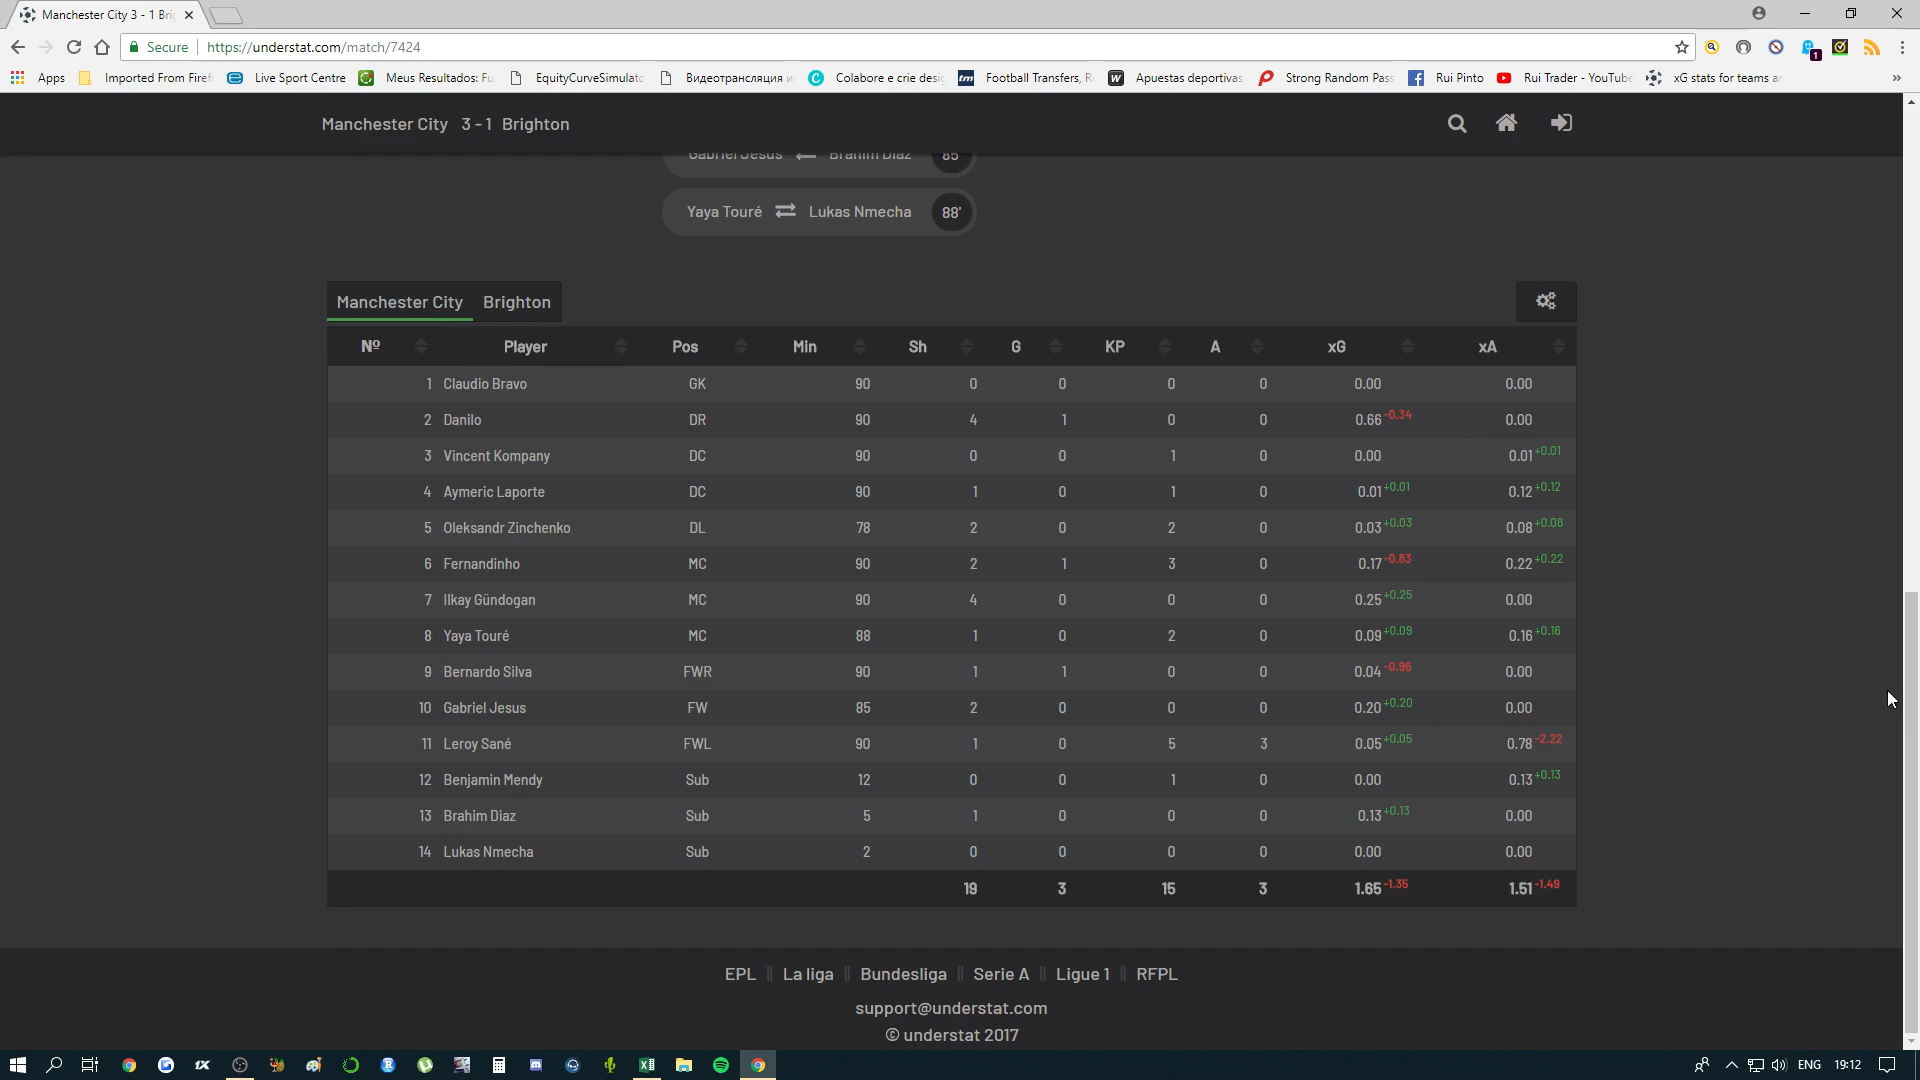 Manchester City 3 - 1 Bri
Secure https://understat.com/match/7424
Apps Imported From Firef Live Sport Centre Meus Resultados: Fu EquityCurveSimulato Видеотрансляция и Colabore e crie desig Football Transfers, Ru Apuestas deportivas Strong Random Pass Rui Pinto Rui Trader - YouTube xG stats for teams an »
Manchester City 3 - 1 Brighton
Gabriel Jesus Brahim Diaz 85'
Yaya Touré Lukas Nmecha 88'
Manchester City Brighton
Nº Player Pos Min Sh G KP A xG xA
1 Claudio Bravo GK 90 0 0 0 0 0.00 0.00
2 Danilo DR 90 4 1 0 0 0.66 -0.34 0.00
3 Vincent Kompany DC 90 0 0 1 0 0.00 0.01 +0.01
4 Aymeric Laporte DC 90 1 0 1 0 0.01 +0.01 0.12 +0.12
5 Oleksandr Zinchenko DL 78 2 0 2 0 0.03 +0.03 0.08 +0.08
6 Fernandinho MC 90 2 1 3 0 0.17 -0.83 0.22 +0.22
7 Ilkay Gündogan MC 90 4 0 0 0 0.25 +0.25 0.00
8 Yaya Touré MC 88 1 0 2 0 0.09 +0.09 0.16 +0.16
9 Bernardo Silva FWR 90 1 1 0 0 0.04 -0.96 0.00
10 Gabriel Jesus FW 85 2 0 0 0 0.20 +0.20 0.00
11 Leroy Sané FWL 90 1 0 5 3 0.05 +0.05 0.78 -2.22
12 Benjamin Mendy Sub 12 0 0 1 0 0.00 0.13 +0.13
13 Brahim Diaz Sub 5 1 0 0 0 0.13 +0.13 0.00
14 Lukas Nmecha Sub 2 0 0 0 0 0.00 0.00
19 3 15 3 1.65 -1.35 1.51 -1.49
EPL La liga Bundesliga Serie A Ligue 1 RFPL
support@understat.com
© understat 2017
ENG 19:12